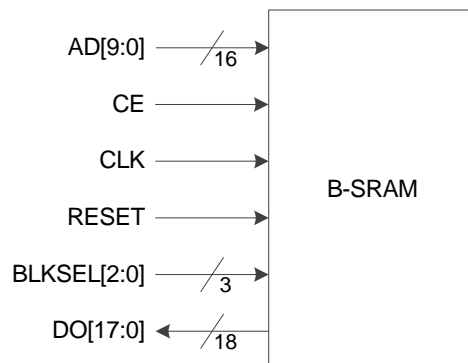 AD[9:0]
16
CE
CLK
B-SRAM
RESET
BLKSEL[2:0]
3
DO[17:0]
18